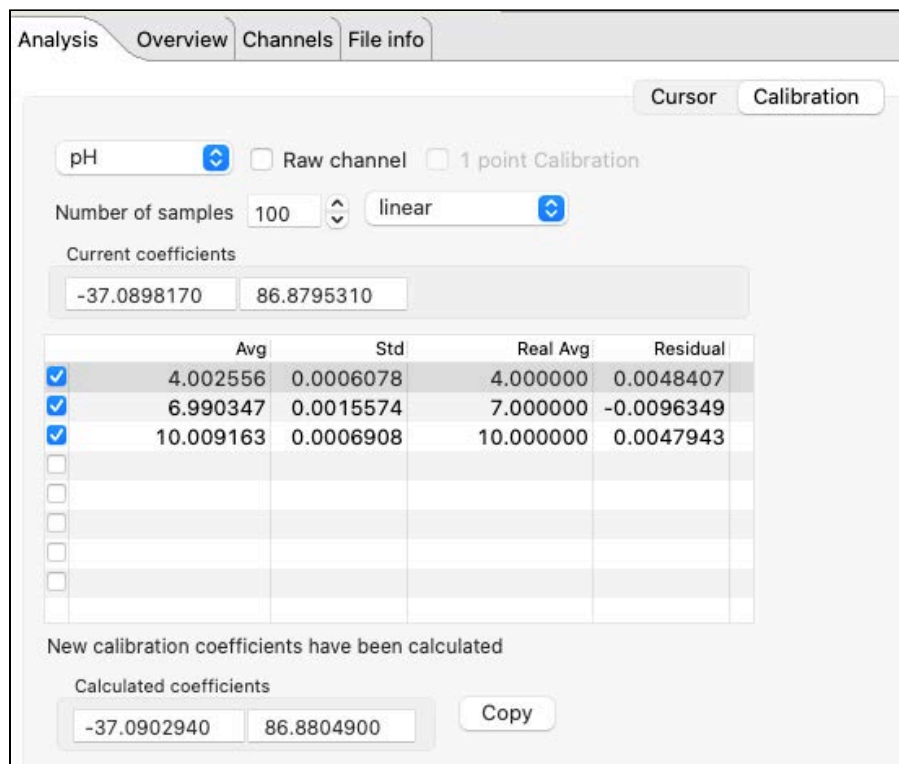 Analysis Overview Channels File info
Cursor Calibration
pH Raw channel 1 point Calibration
Number of samples 100 linear
Current coefficients
-37.0898170 86.8795310
Avg Std Real Avg Residual
4.002556 0.0006078 4.000000 0.0048407
6.990347 0.0015574 7.000000 -0.0096349
10.009163 0.0006908 10.000000 0.0047943
New calibration coefficients have been calculated
Calculated coefficients
-37.0902940 86.8804900 Copy